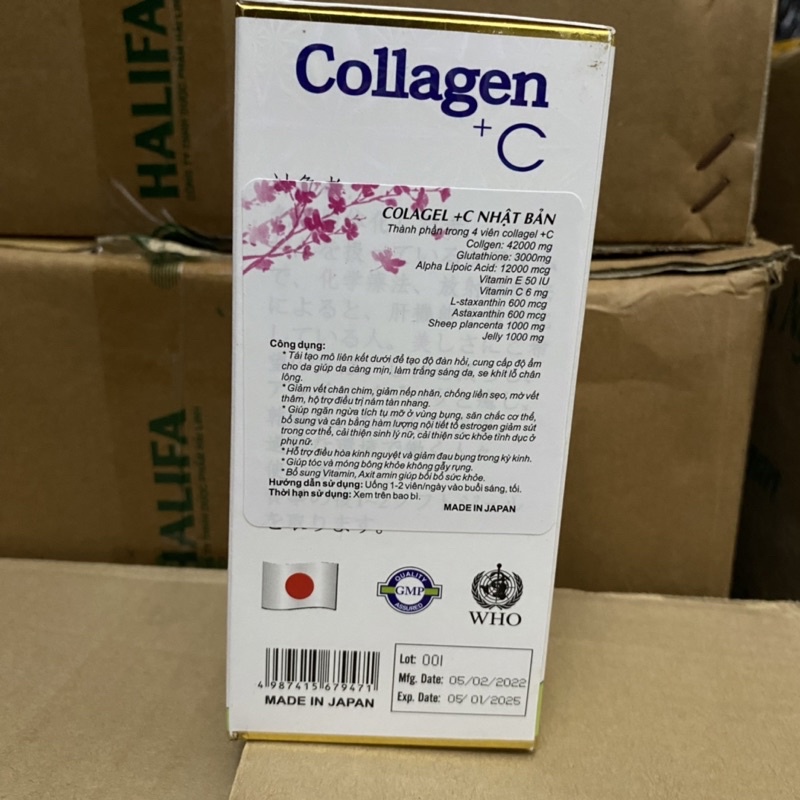 Collagen
+C
COLAGEL +C NHẬT BẢN
Thành phần trong 4 viên collagel +C
Collgen: 42000 mg
Glutathione: 3000mg
Alpha Lipoic Acid: 12000 mcg
Vitamin E 50 IU
Vitamin C 6 mg
L-staxanthin 600 mcg
Astaxanthin 600 mcg
Sheep plancenta 1000 mg
Jelly 1000 mg
Công dụng:
* Tái tạo mô liên kết dưới để tạo độ đàn hồi, cung cấp độ ẩm
cho da giúp da càng mịn, làm trắng sáng da, se khít lỗ chân
lông.
* Giảm vết chân chim, giảm nếp nhăn, chống liền sẹo, mờ vết
thâm, hộ trợ điều trị nám tàn nhang.
* Giúp ngăn ngừa tích tụ mỡ ở vùng bụng, săn chắc cơ thể,
bổ sung và cân bằng hàm lượng nội tiết tố estrogen giảm sút
trong cơ thể, cải thiện sinh lý nữ, cải thiện sức khỏe tình dục ở
phụ nữ.
* Hỗ trợ điều hòa kinh nguyệt và giảm đau bụng trong kỳ kinh.
* Giúp tóc và móng bóng khỏe không gẫy rụng.
* Bổ sung Vitamin, Axit amin giúp bồi bổ sức khỏe.
Hướng dẫn sử dụng: Uống 1-2 viên/ngày vào buổi sáng, tối.
Thời hạn sử dụng: Xem trên bao bì.
MADE IN JAPAN
QUALITY
GMP
ASSURED
WHO
4 987415 679471
MADE IN JAPAN
Lot: 001
Mfg. Date: 05/02/2022
Exp. Date: 05/01/2025
HALIFA
HALIFA